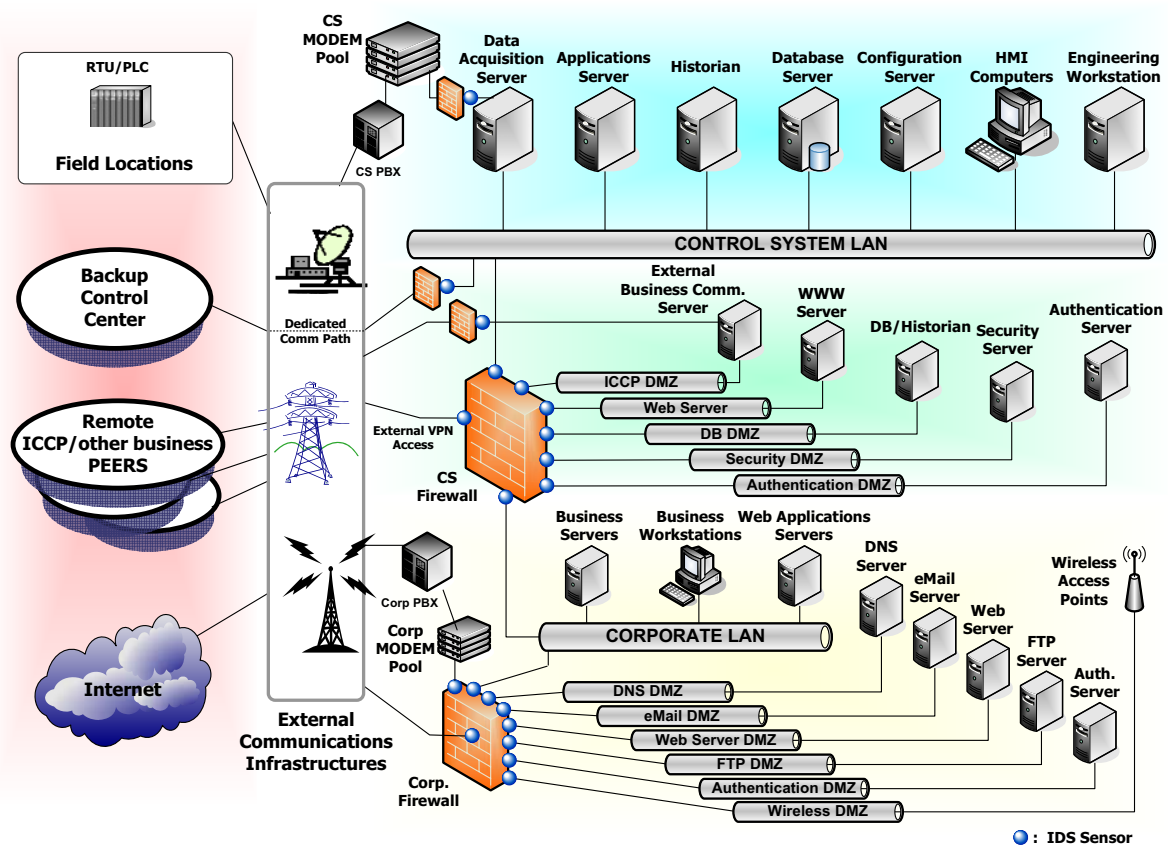 CS
MODEM
Pool
Data
Acquisition
Server
Applications
Server
Historian
Database
Server
Configuration
Server
HMI
Computers
Engineering
Workstation
RTU/PLC
Field Locations
CS PBX
CONTROL SYSTEM LAN
Backup
Control
Center
Dedicated
Comm Path
External
Business Comm.
Server
WWW
Server
DB/Historian
Security
Server
Authentication
Server
ICCP DMZ
Web Server
DB DMZ
Security DMZ
Authentication DMZ
Remote
ICCP/other business
PEERS
External VPN
Access
CS
Firewall
Business
Servers
Business
Workstations
Web Applications
Servers
DNS
Server
eMail
Server
Web
Server
FTP
Server
Auth.
Server
Wireless
Access
Points
Corp PBX
Corp
MODEM
Pool
CORPORATE LAN
Internet
DNS DMZ
eMail DMZ
Web Server DMZ
FTP DMZ
Authentication DMZ
Wireless DMZ
External
Communications
Infrastructures
Corp.
Firewall
: IDS Sensor